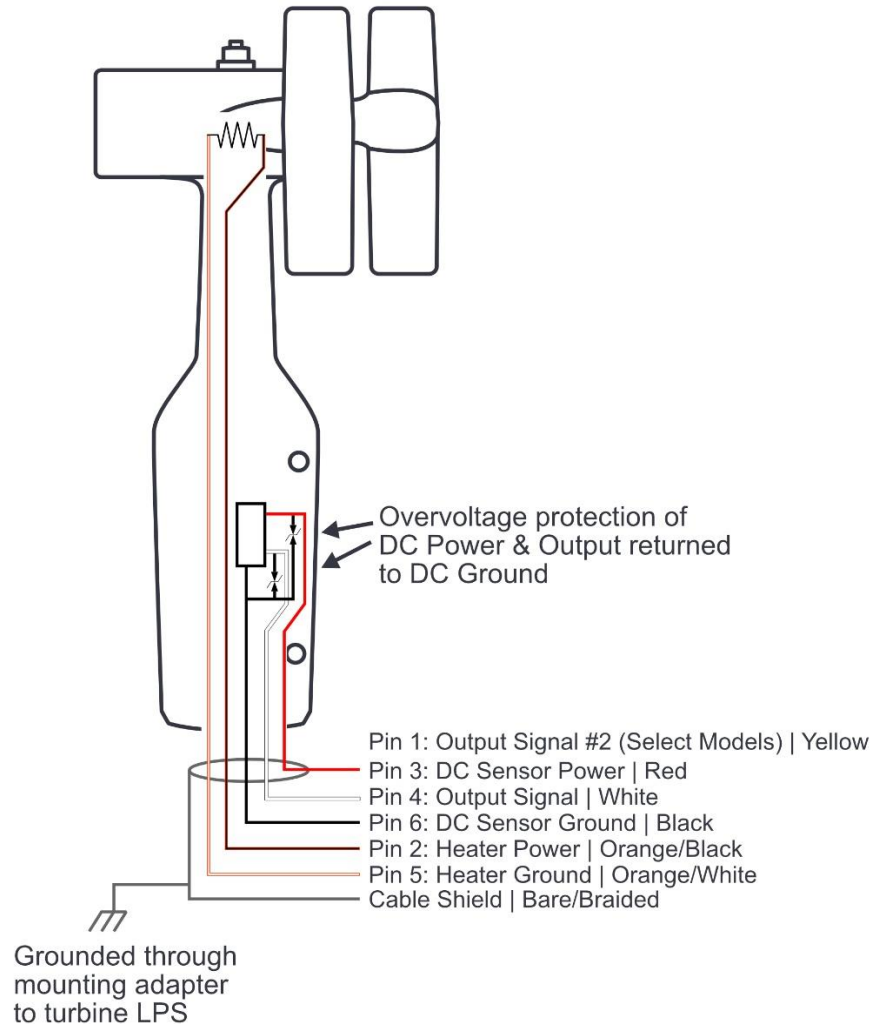 Overvoltage protection of
DC Power & Output returned
to DC Ground
Pin 1: Output Signal #2 (Select Models) | Yellow
Pin 3: DC Sensor Power | Red
Pin 4: Output Signal | White
Pin 6: DC Sensor Ground | Black
Pin 2: Heater Power | Orange/Black
Pin 5: Heater Ground | Orange/White
Cable Shield | Bare/Braided
Grounded through
mounting adapter
to turbine LPS